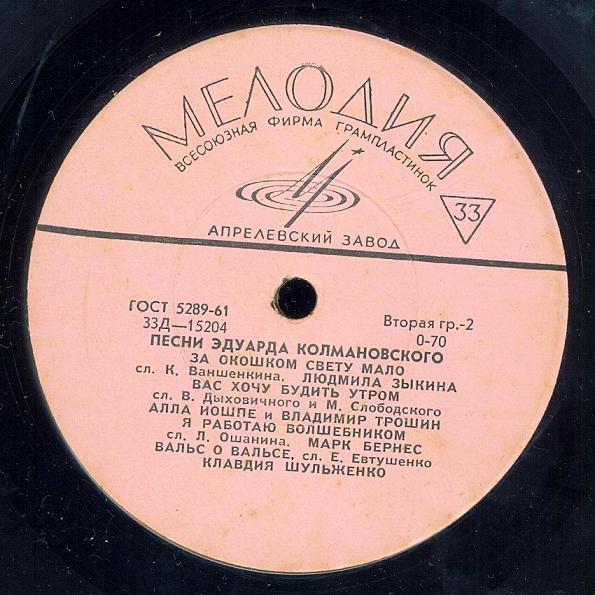 МЕЛОДИЯ
ВСЕСОЮЗНАЯ ФИРМА ГРАМПЛАСТИНОК
33
АПРЕЛЕВСКИЙ ЗАВОД
ГОСТ 5289-61
33Д—15204
Вторая гр.-2
0-70
ПЕСНИ ЭДУАРДА КОЛМАНОВСКОГО
ЗА ОКОШКОМ СВЕТУ МАЛО
сл. К. Ваншенкина. ЛЮДМИЛА ЗЫКИНА
ВАС ХОЧУ БУДИТЬ УТРОМ
сл. В. Дыховичного и М. Слободского
АЛЛА ИОШПЕ и ВЛАДИМИР ТРОШИН
Я РАБОТАЮ ВОЛШЕБНИКОМ
сл. Л. Ошанина. МАРК БЕРНЕС
ВАЛЬС О ВАЛЬСЕ, сл. Е. Евтушенко
КЛАВДИЯ ШУЛЬЖЕНКО